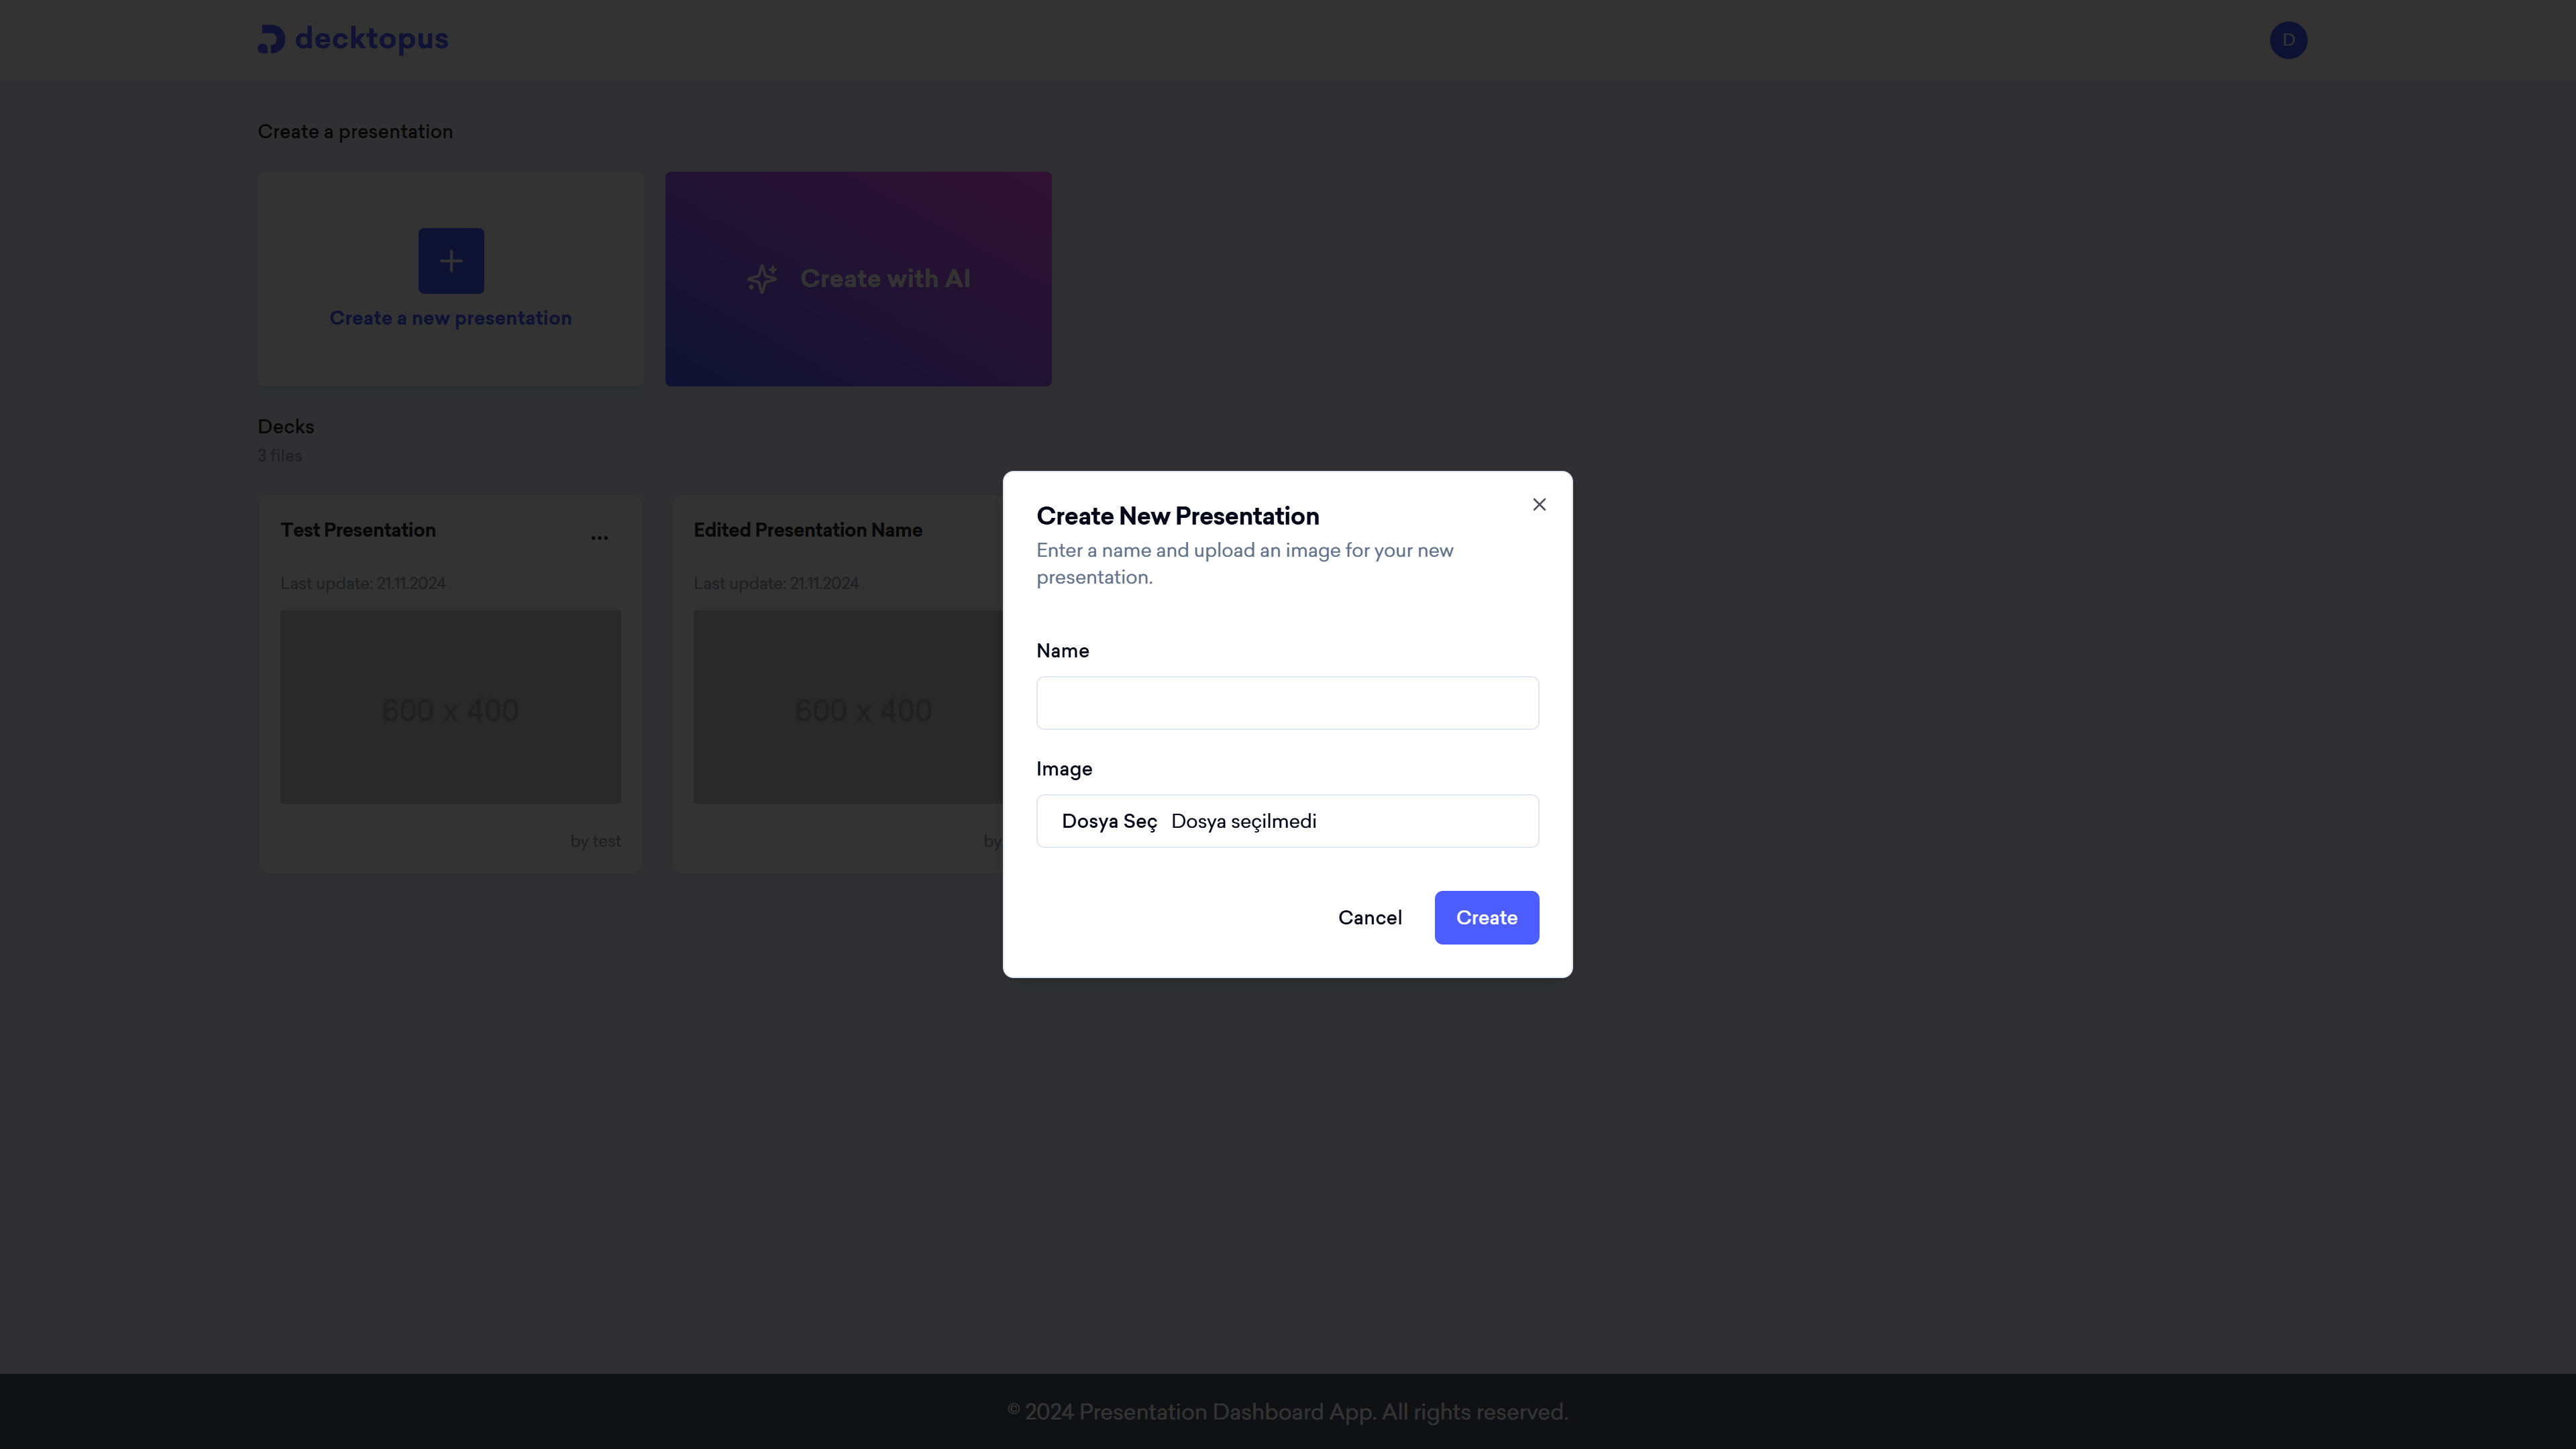 decktopus
D
Create a presentation
Create a new presentation
Create with AI
Decks
3 files
Test Presentation
Last update: 21.11.2024
600 x 400
by test
Edited Presentation Name
Last update: 21.11.2024
600 x 400
by
Create New Presentation
Enter a name and upload an image for your new
presentation.
Name
Image
Dosya Seç Dosya seçilmedi
Cancel
Create
© 2024 Presentation Dashboard App. All rights reserved.